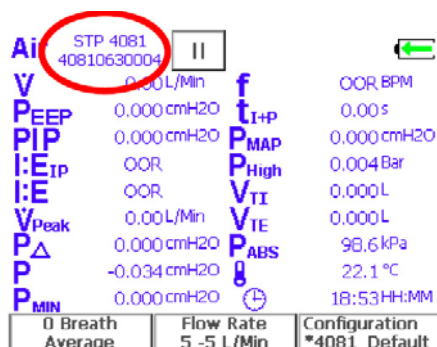 Air STP 4081
40810630004
V̇ 0.00 L/Min f OOR BPM
PEEP 0.000 cmH2O tI+P 0.00 s
PIP 0.000 cmH2O PMAP 0.000 cmH2O
I:EIP OOR PHigh 0.004 Bar
I:E OOR VTI 0.000 L
V̇Peak 0.00 L/Min VTE 0.000 L
P△ 0.000 cmH2O PABS 98.6 kPa
P -0.034 cmH2O 22.1 °C
PMIN 0.000 cmH2O 18:53 HH:MM
0 Breath Flow Rate Configuration
Average 5 -5 L/Min *4081 Default